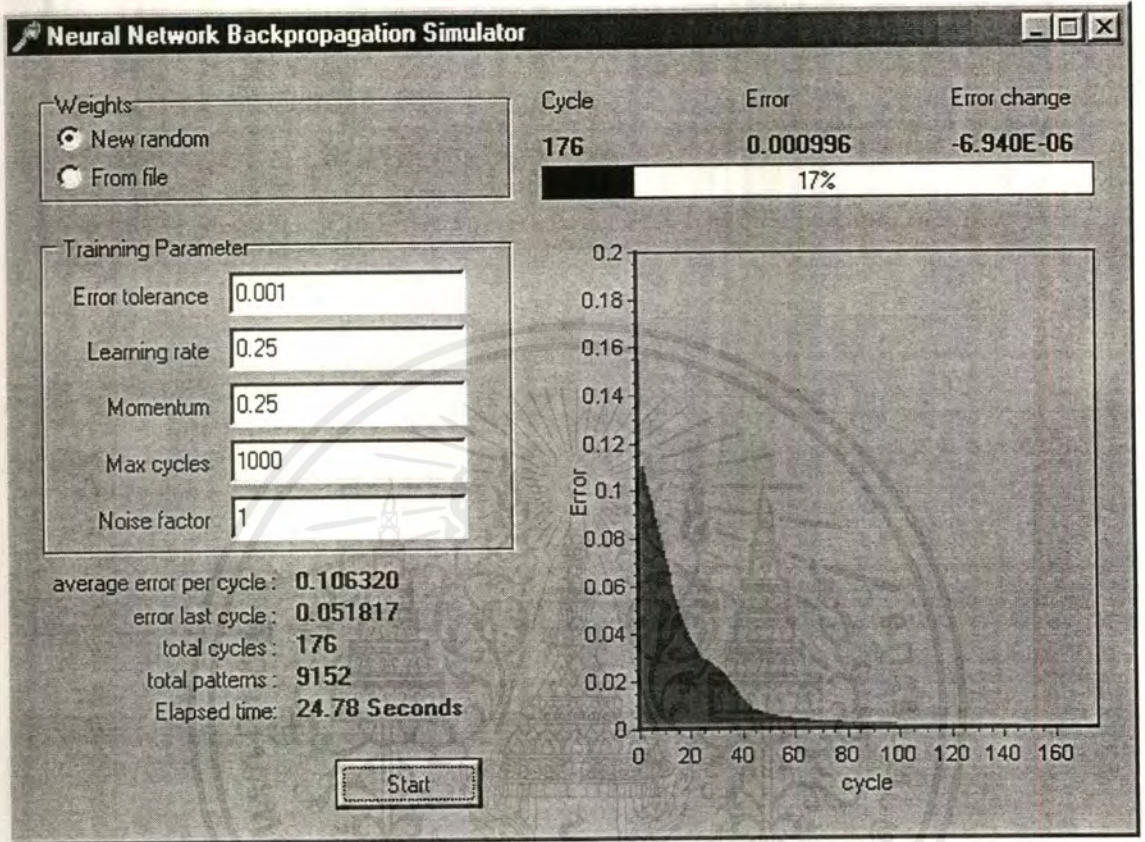 Neural Network Backpropagation Simulator
Weights
New random
From file
Cycle Error Error change
176 0.000996 -6.940E-06
17%
Trainning Parameter
Error tolerance 0.001
Learning rate 0.25
Momentum 0.25
Max cycles 1000
Noise factor 1
average error per cycle : 0.106320
error last cycle : 0.051817
total cycles : 176
total patterns : 9152
Elapsed time: 24.78 Seconds
Start
0.2
0.18
0.16
0.14
0.12
0.1
0.08
0.06
0.04
0.02
0
Error
0 20 40 60 80 100 120 140 160
cycle